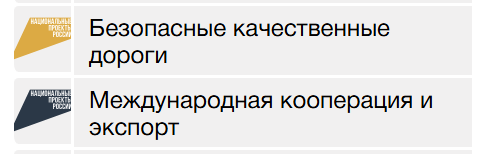 НАЦИОНАЛЬНЫЕ
ПРОЕКТЫ
РОССИИ
Безопасные качественные
дороги
НАЦИОНАЛЬНЫЕ
ПРОЕКТЫ
РОССИИ
Международная кооперация и
экспорт